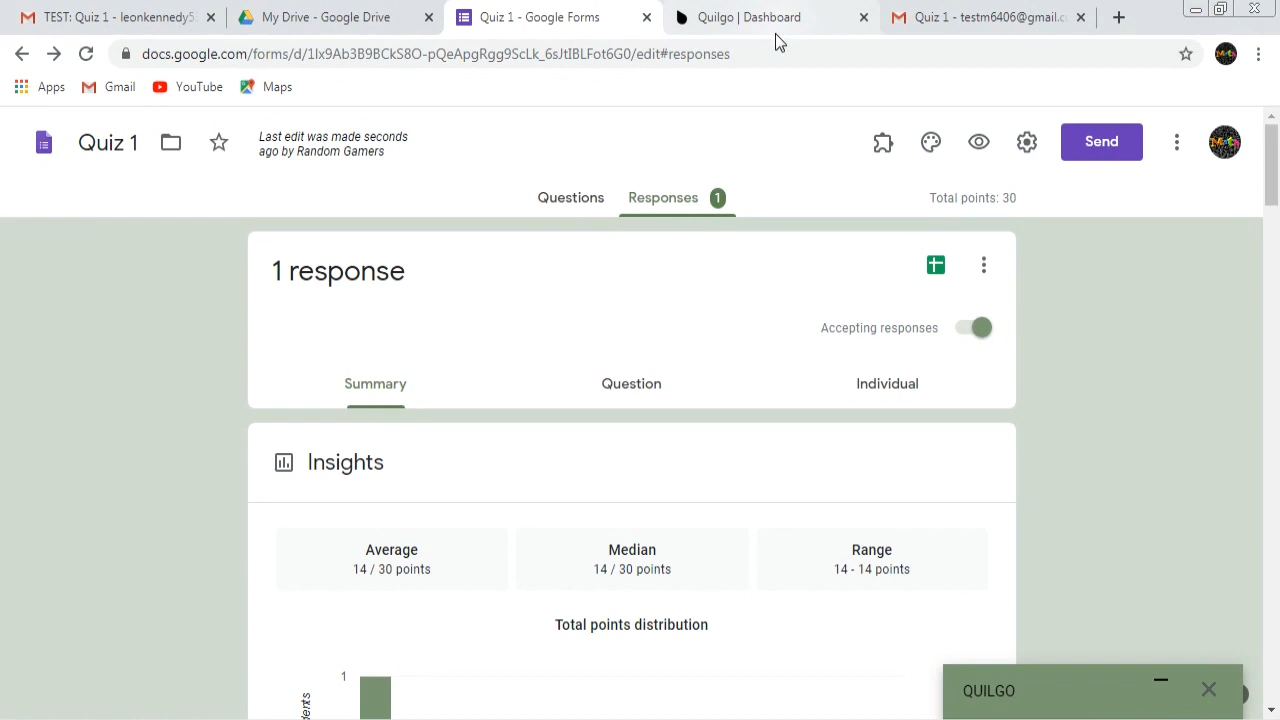 TEST: Quiz 1 - leonkennedy5
My Drive - Google Drive
Quiz 1 - Google Forms
Quilgo | Dashboard
Quiz 1 - testm6406@gmail.c
docs.google.com/forms/d/1Ix9Ab3B9BCkS8O-pQeApgRgg9ScLk_6sJtIBLFot6G0/edit#responses
Apps
Gmail
YouTube
Maps
Quiz 1
Last edit was made seconds
ago by Random Gamers
Send
Questions
Responses 1
Total points: 30
1 response
Accepting responses
Summary
Question
Individual
Insights
Average
14 / 30 points
Median
14 / 30 points
Range
14 - 14 points
Total points distribution
1
QUILGO